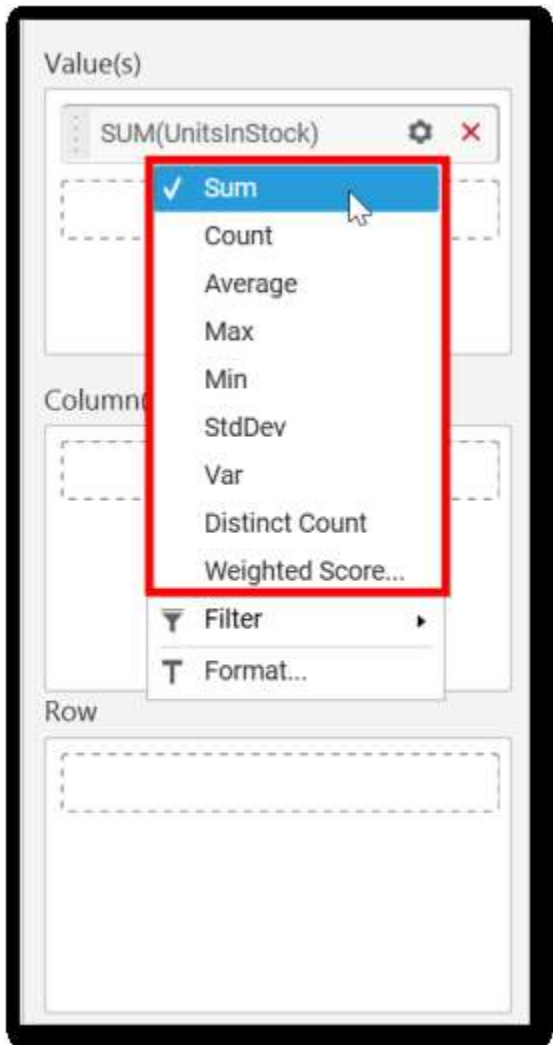 Value(s)
SUM(UnitsInStock)
Sum
Count
Average
Max
Min
Column(
StdDev
Var
Distinct Count
Weighted Score...
Filter
Format...
Row